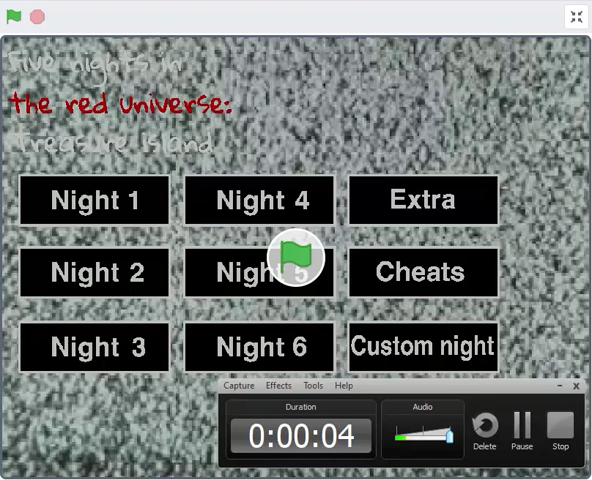 Five nights in
the red universe:
Treasure island
Night 1
Night 4
Extra
Night 2
Night 5
Cheats
Night 3
Night 6
Custom night
Capture Effects Tools Help
Duration
Audio
0:00:04
Delete Pause Stop